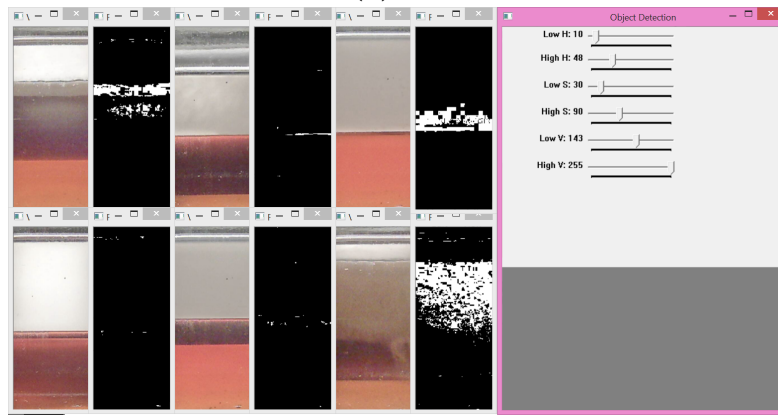 Object Detection
Low H: 10
High H: 48
Low S: 30
High S: 90
Low V: 143
High V: 255